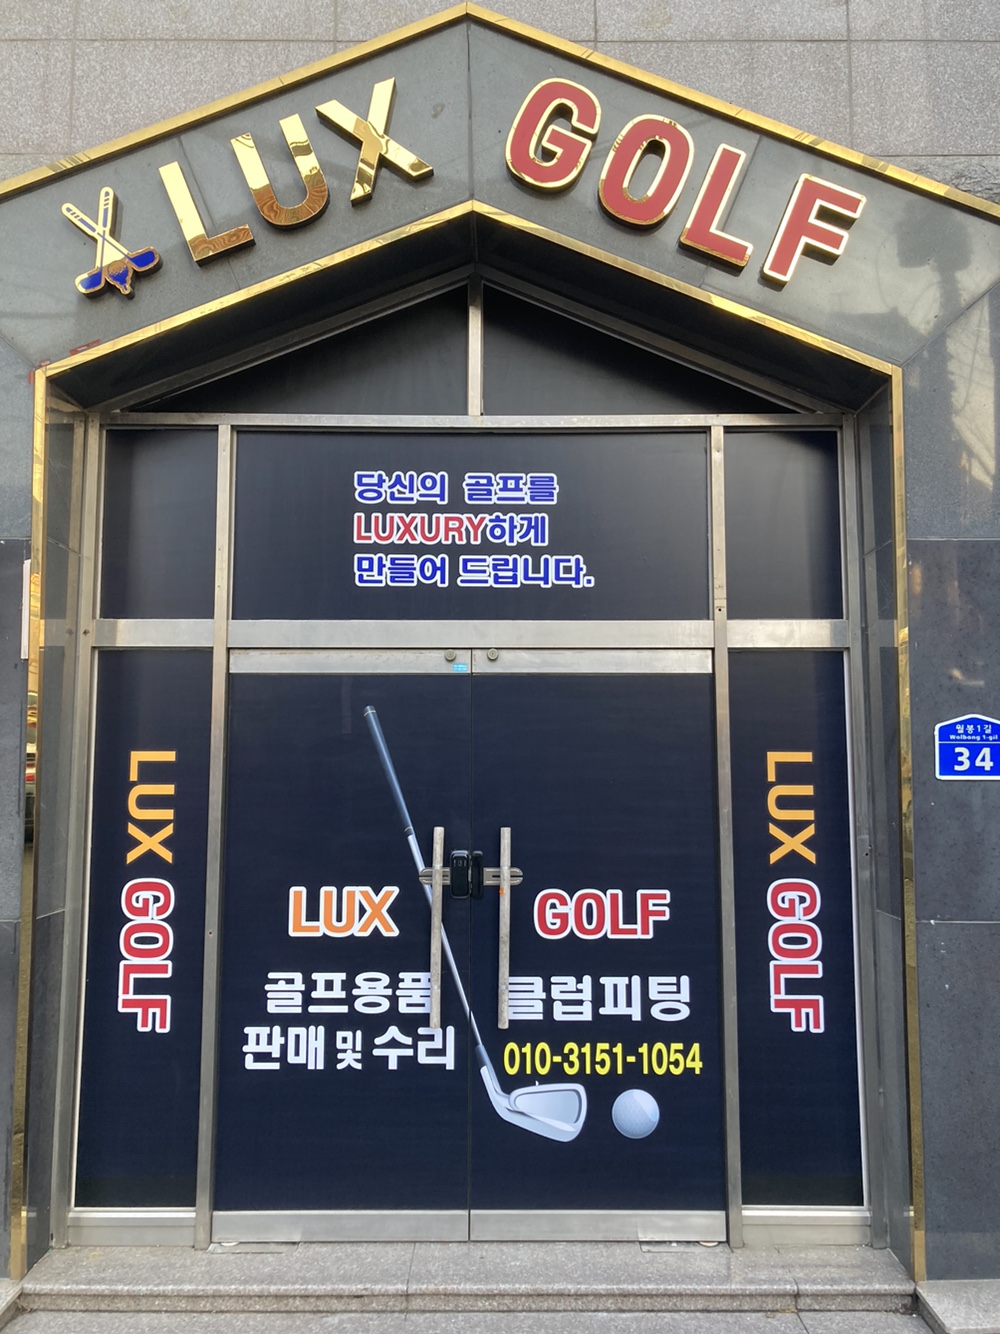 LUX GOLF
당신의 골프를
LUXURY하게
만들어 드립니다.
월봉1길
Wolbong 1-gil
34
LUX GOLF
LUX GOLF
LUX GOLF
골프용품 클럽피팅
판매 및 수리
010-3151-1054